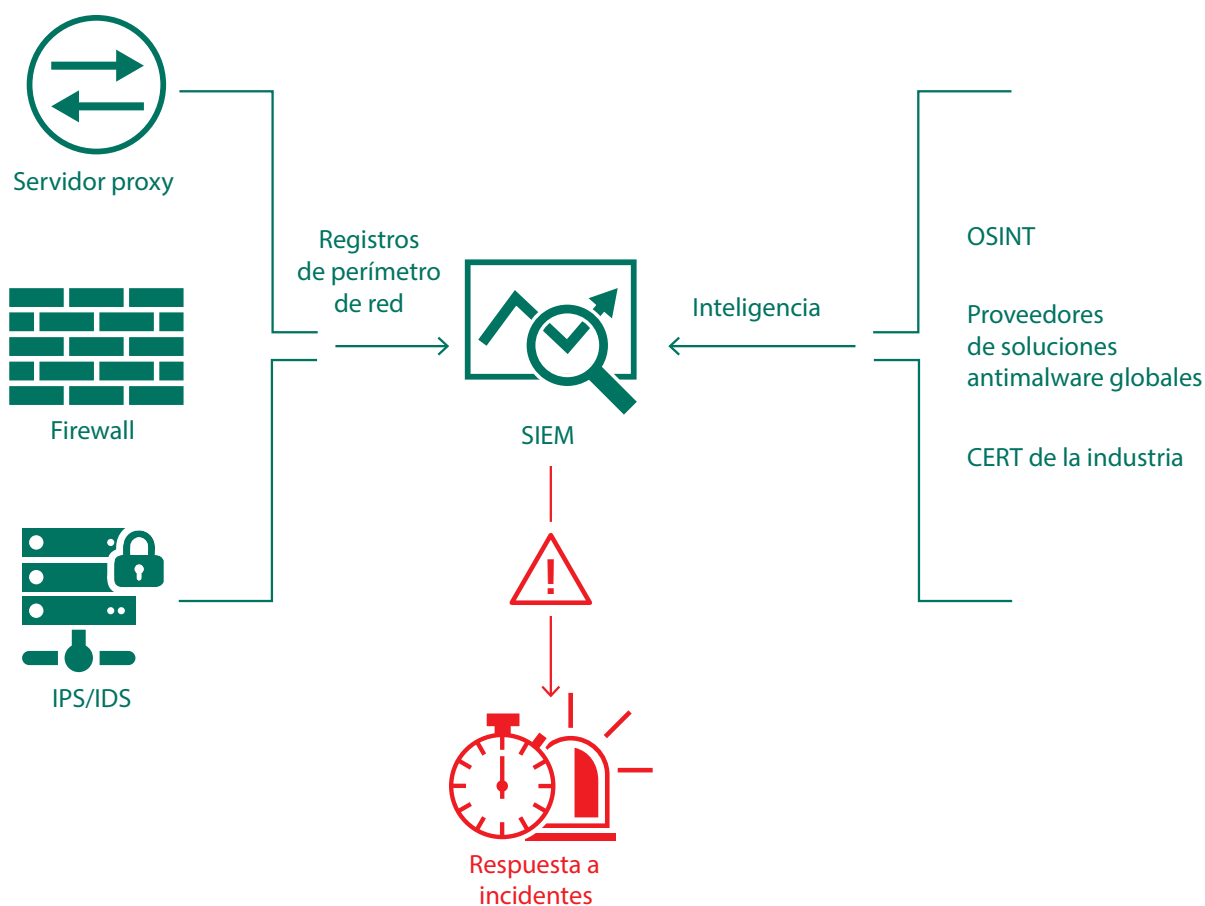 Servidor proxy
Firewall
IPS/IDS
Registros
de perímetro
de red
SIEM
Inteligencia
OSINT
Proveedores
de soluciones
antimalware globales
CERT de la industria
!
Respuesta a
incidentes